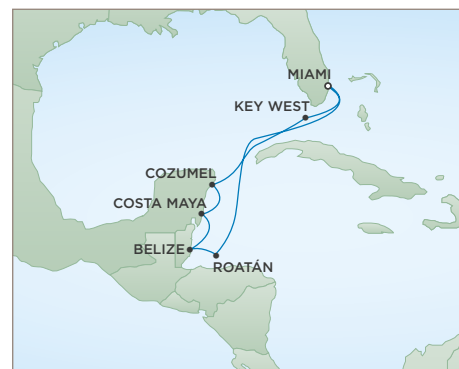 MIAMI
KEY WEST
COZUMEL
COSTA MAYA
BELIZE
ROATÁN